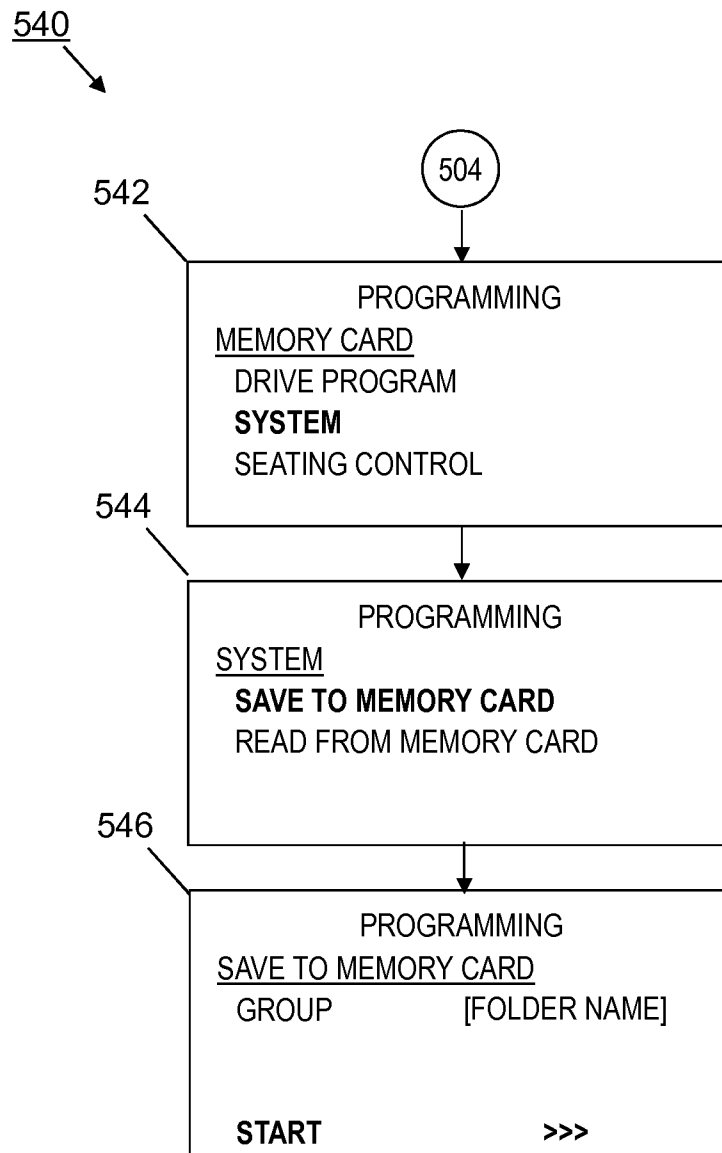 540
504
542
PROGRAMMING
MEMORY CARD
DRIVE PROGRAM
SYSTEM
SEATING CONTROL
544
PROGRAMMING
SYSTEM
SAVE TO MEMORY CARD
READ FROM MEMORY CARD
546
PROGRAMMING
SAVE TO MEMORY CARD
GROUP [FOLDER NAME]
START >>>